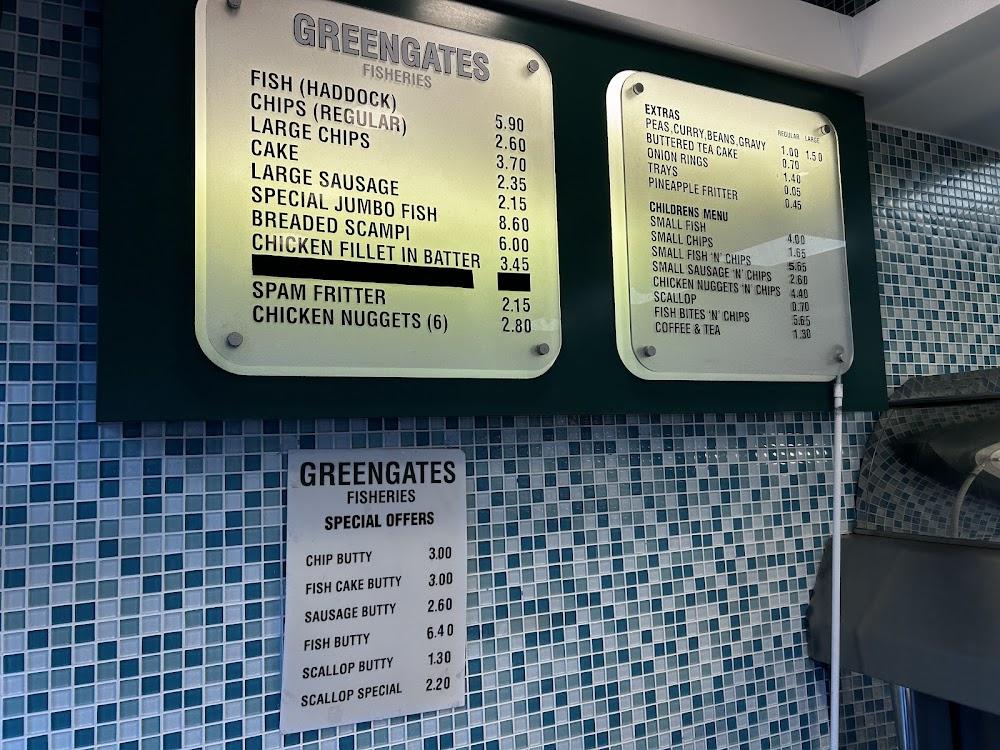 GREENGATES
FISHERIES
FISH (HADDOCK) 5.90
CHIPS (REGULAR) 2.60
LARGE CHIPS 3.70
CAKE 2.35
LARGE SAUSAGE 2.15
SPECIAL JUMBO FISH 8.60
BREADED SCAMPI 6.00
CHICKEN FILLET IN BATTER 3.45
SPAM FRITTER 2.15
CHICKEN NUGGETS (6) 2.80
EXTRAS REGULAR LARGE
PEAS,CURRY,BEANS,GRAVY 1.00 1.50
BUTTERED TEA CAKE 0.70
ONION RINGS 1.40
TRAYS 0.05
PINEAPPLE FRITTER 0.45
CHILDRENS MENU
SMALL FISH 4.00
SMALL CHIPS 1.65
SMALL FISH 'N' CHIPS 5.65
SMALL SAUSAGE 'N' CHIPS 2.60
CHICKEN NUGGETS 'N' CHIPS 4.40
SCALLOP 0.70
FISH BITES 'N' CHIPS 5.65
COFFEE & TEA 1.30
GREENGATES
FISHERIES
SPECIAL OFFERS
CHIP BUTTY 3.00
FISH CAKE BUTTY 3.00
SAUSAGE BUTTY 2.60
FISH BUTTY 6.40
SCALLOP BUTTY 1.30
SCALLOP SPECIAL 2.20